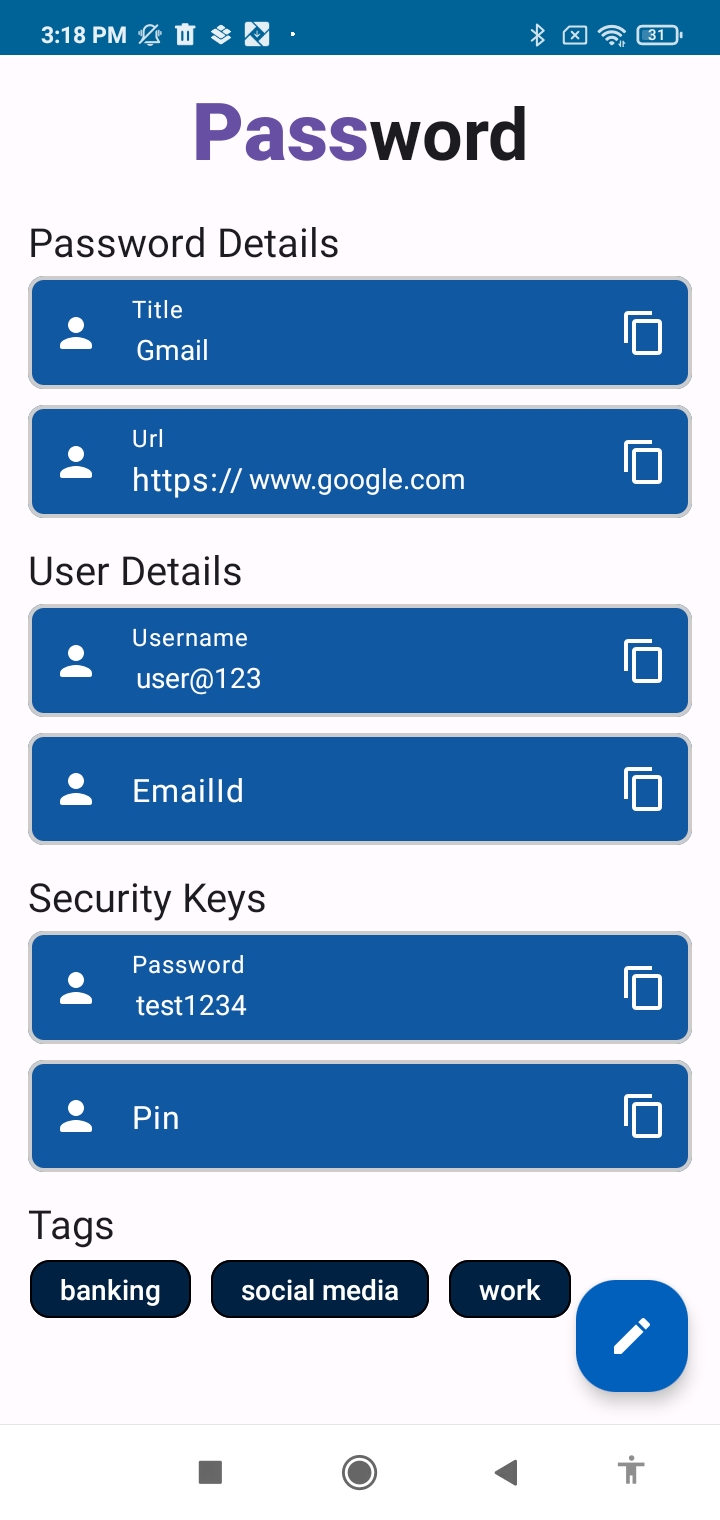 3:18 PM
31
Password
Password Details
Title
Gmail
Url
https:// www.google.com
User Details
Username
user@123
EmailId
Security Keys
Password
test1234
Pin
Tags
banking social media work